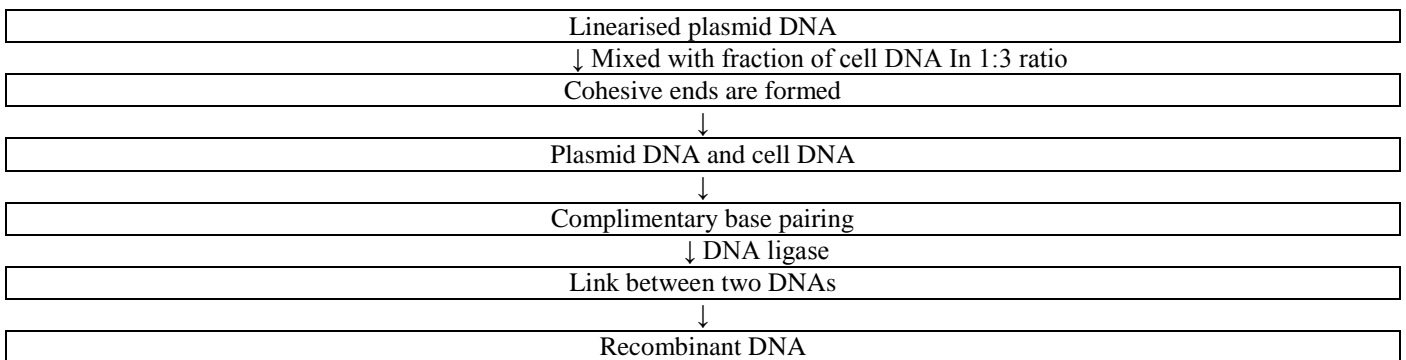 Linearised plasmid DNA
↓ Mixed with fraction of cell DNA In 1:3 ratio
Cohesive ends are formed
↓
Plasmid DNA and cell DNA
↓
Complimentary base pairing
↓ DNA ligase
Link between two DNAs
↓
Recombinant DNA